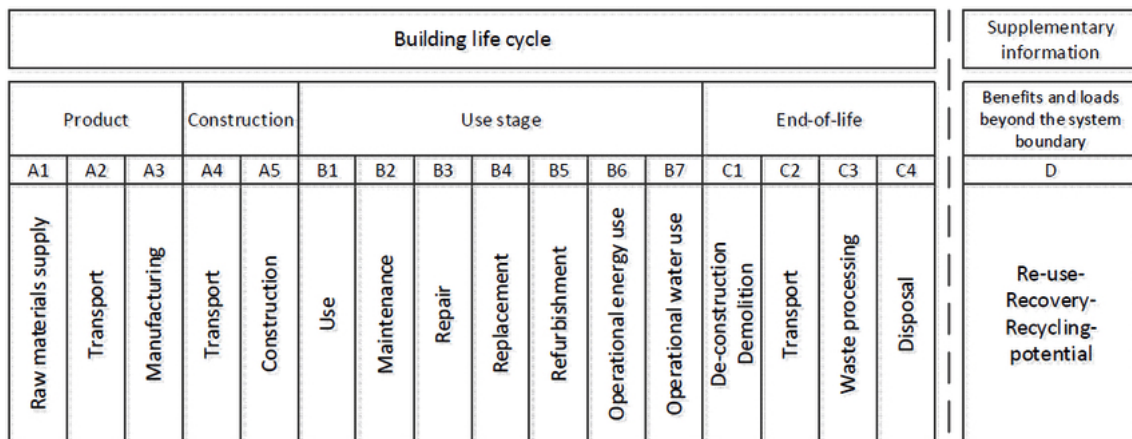 Building life cycle
Supplementary
information
Product
Construction
Use stage
End-of-life
Benefits and loads
beyond the system
boundary
A1
A2
A3
A4
A5
B1
B2
B3
B4
B5
B6
B7
C1
C2
C3
C4
D
Raw materials supply
Transport
Manufacturing
Transport
Construction
Use
Maintenance
Repair
Replacement
Refurbishment
Operational energy use
Operational water use
De-construction
Demolition
Transport
Waste processing
Disposal
Re-use-
Recovery-
Recycling-
potential